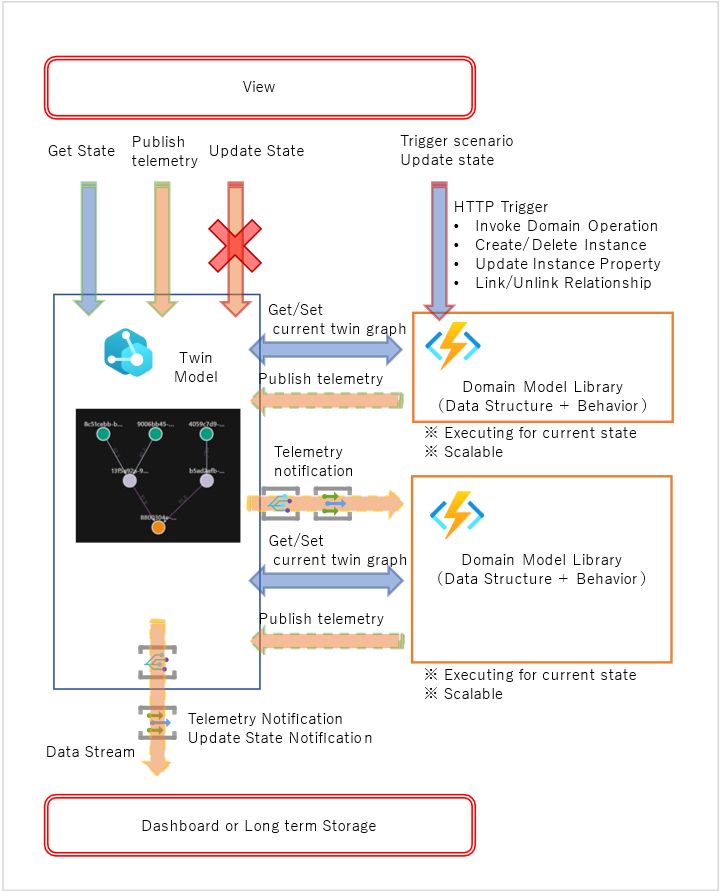 View
Get State
Publish
telemetry
Update State
Trigger scenario
Update state
HTTP Trigger
• Invoke Domain Operation
• Create/Delete Instance
• Update Instance Property
• Link/Unlink Relationship
Get/Set
current twin graph
Twin
Model
Publish telemetry
Domain Model Library
（Data Structure + Behavior）
※ Executing for current state
※ Scalable
8c51cebb-b...
9006bb45-...
4059c7d9-...
b5ad3efb-...
Telemetry
notification
Get/Set
current twin graph
Domain Model Library
（Data Structure + Behavior）
Publish telemetry
※ Executing for current state
※ Scalable
Telemetry Notification
Update State Notification
Data Stream
Dashboard or Long term Storage